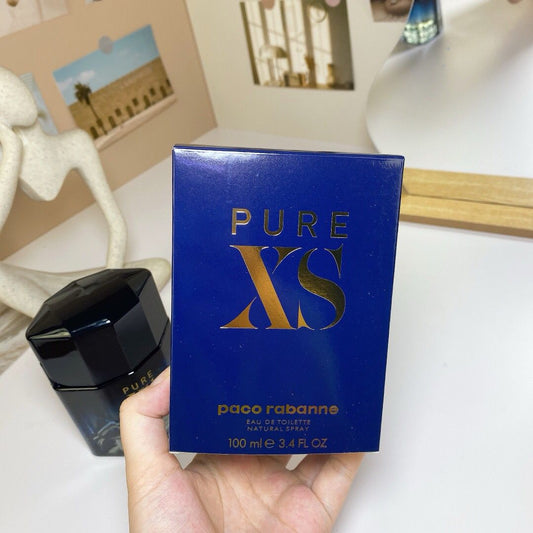 PURE
XS
paco rabanne
EAU DE TOILETTE
NATURAL SPRAY
100 ml e 3.4 FL OZ
PURE